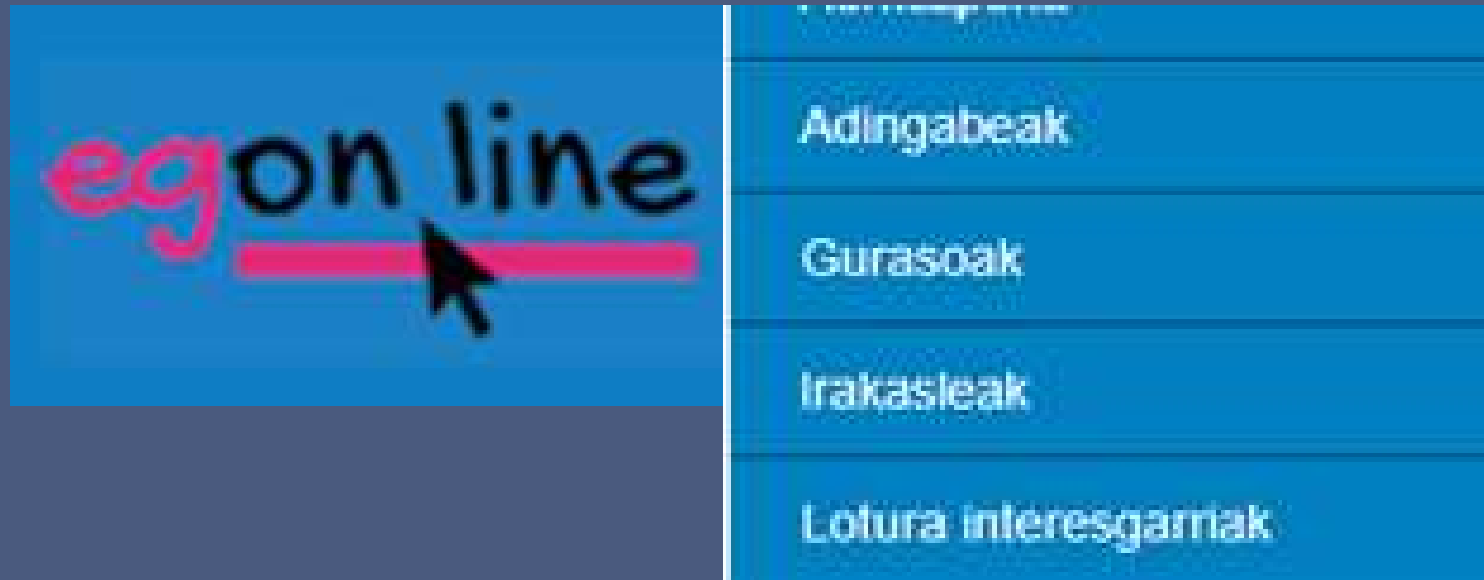 egon line
Adingabeak
Gurasoak
Irakasleak
Lotura interesgarriak